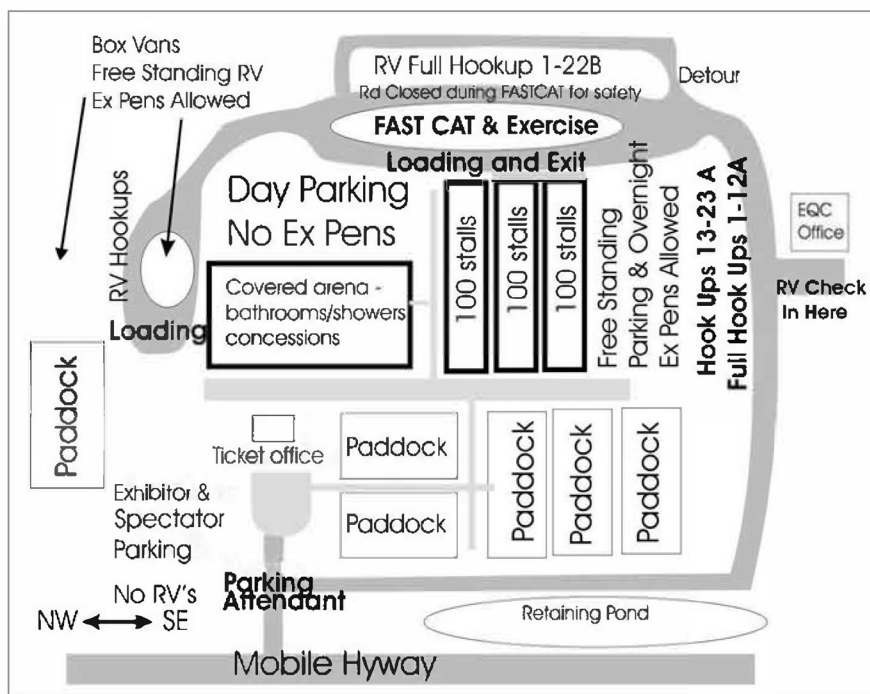 Box Vans
Free Standing RV
Ex Pens Allowed
RV Full Hookup 1-22B
Detour
Rd Closed during FASTCAT for safety
FAST CAT & Exercise
Loading and Exit
Day Parking
No Ex Pens
RV Hookups
Loading
Covered arena -
bathrooms/showers
concessions
100 stalls
100 stalls
100 stalls
Free Standing
Parking & Overnight
Ex Pens Allowed
Hook Ups 13-23 A
Full Hook Ups 1-12A
EQC
Office
RV Check
In Here
Paddock
Ticket office
Paddock
Paddock
Paddock
Paddock
Paddock
Exhibitor &
Spectator
Parking
No RV's
NW
SE
Parking
Attendant
Retaining Pond
Mobile Hyway